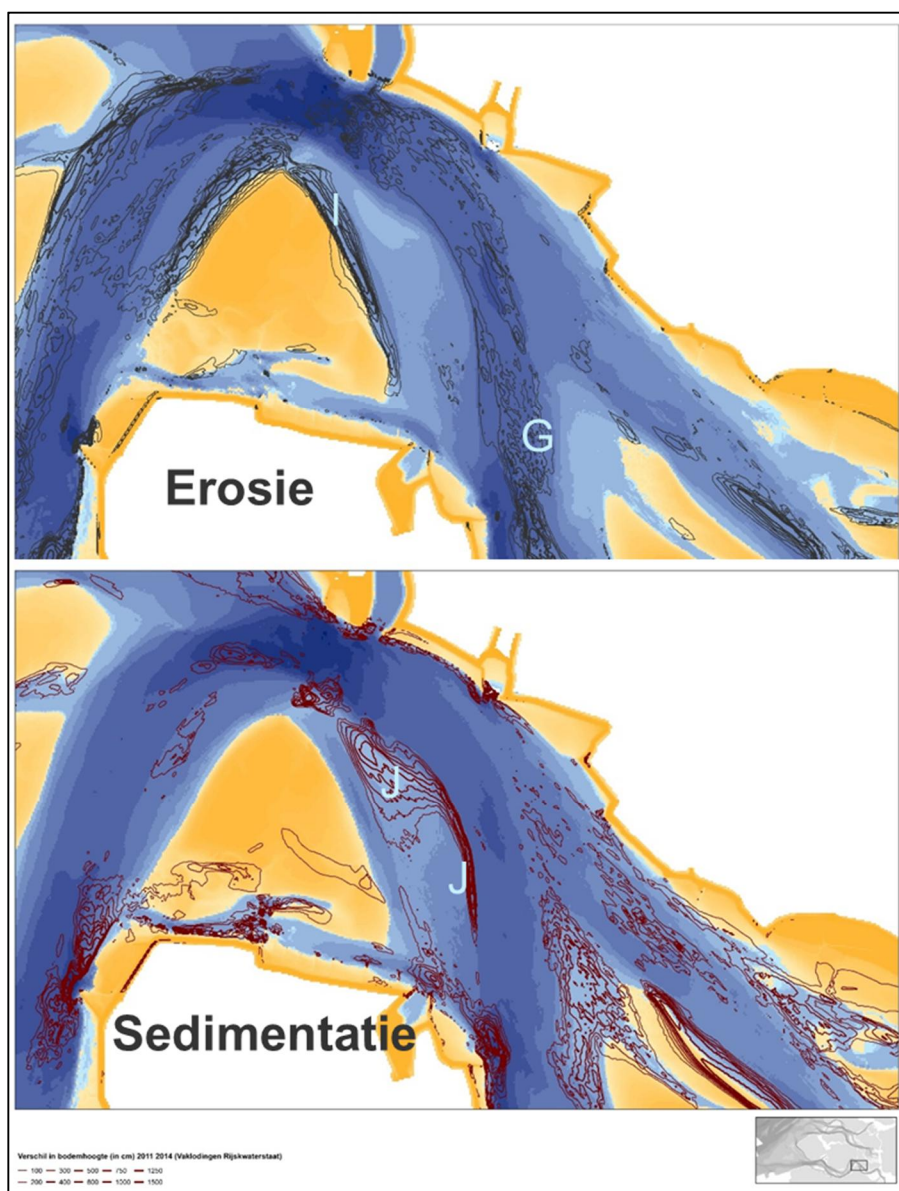 I
G
Erosie
J
J
Sedimentatie
Verschil in bodemhoogte (in cm) 2011 2014 (Vaklodingen Rijkswaterstaat)
100 300 500 750 1250
200 400 600 1000 1500